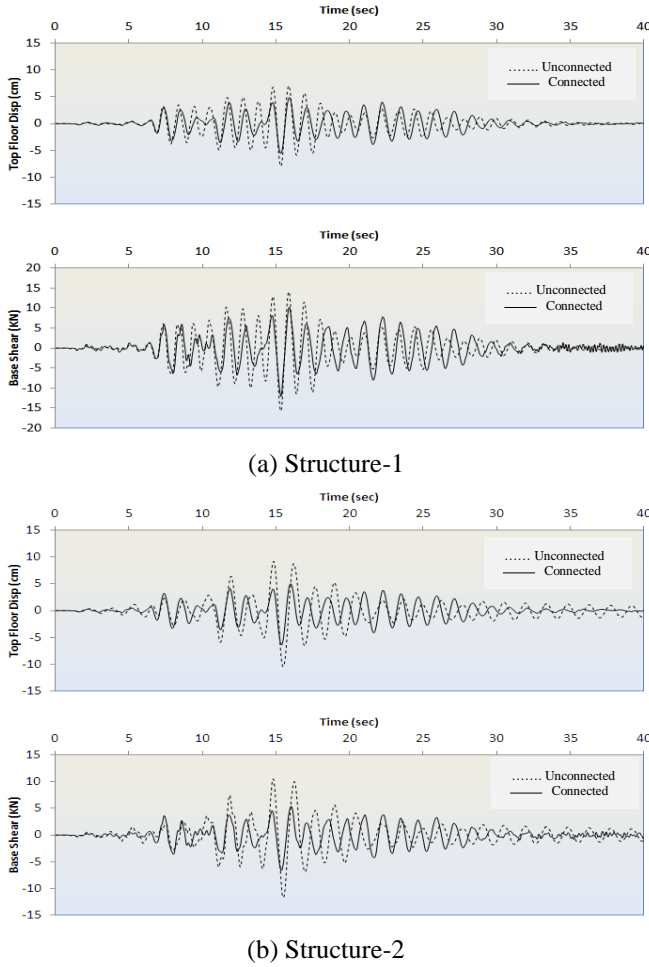 Time (sec)
0 5 10 15 20 25 30 35 40
15
10
5
0
-5
-10
-15
Top Floor Disp (cm)
Unconnected
Connected
Time (sec)
0 5 10 15 20 25 30 35 40
20
15
10
5
0
-5
-10
-15
-20
Base Shear (KN)
Unconnected
Connected
(a) Structure-1
Time (sec)
0 5 10 15 20 25 30 35 40
15
10
5
0
-5
-10
-15
Top Floor Disp (cm)
Unconnected
Connected
Time (sec)
0 5 10 15 20 25 30 35 40
15
10
5
0
-5
-10
-15
Base Shear (KN)
Unconnected
Connected
(b) Structure-2